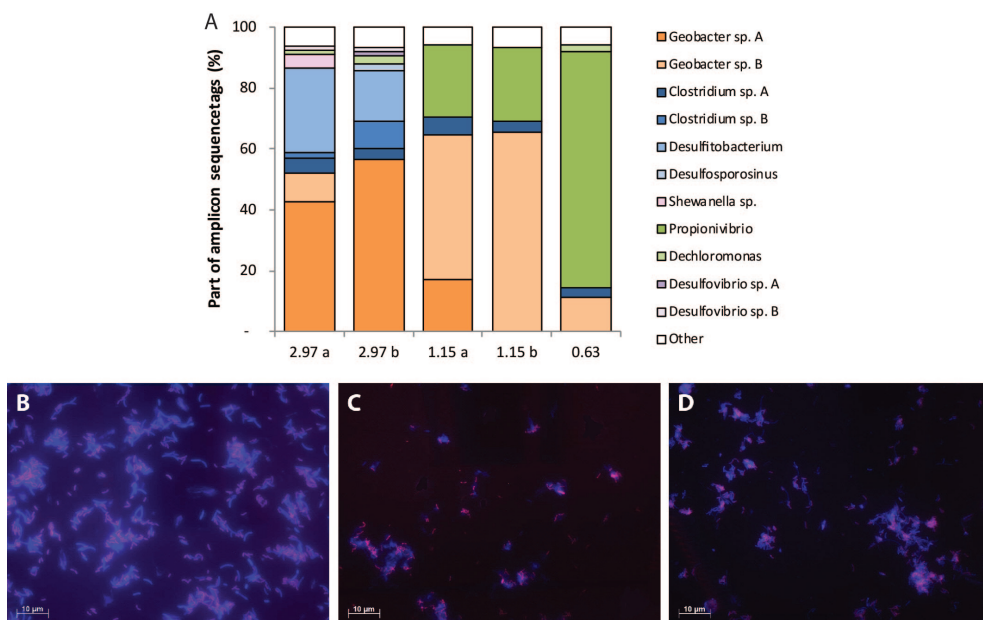 A
Part of amplicon sequencetags (%)
100
80
60
40
20
-
2.97 a
2.97 b
1.15 a
1.15 b
0.63
Geobacter sp. A
Geobacter sp. B
Clostridium sp. A
Clostridium sp. B
Desulfitobacterium
Desulfosporosinus
Shewanella sp.
Propionivibrio
Dechloromonas
Desulfovibrio sp. A
Desulfovibrio sp. B
Other
B
10 µm
C
10 µm
D
10 µm